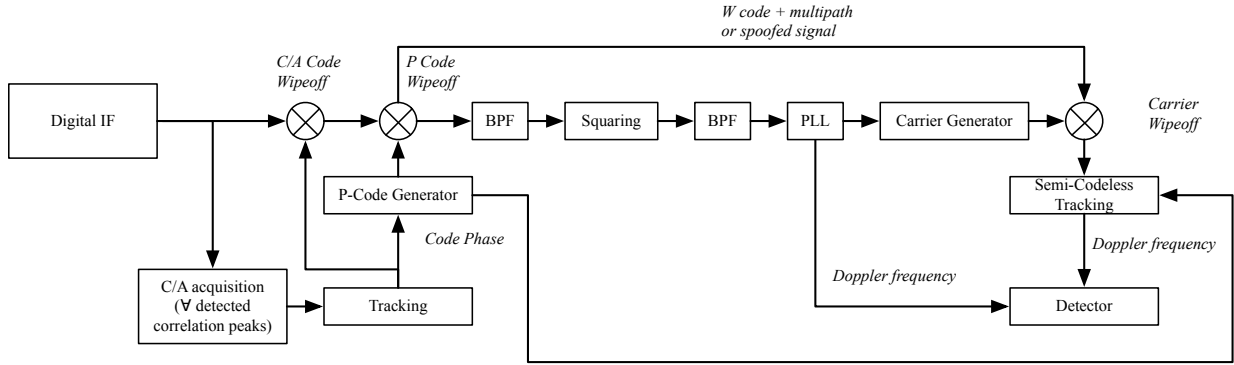 W code + multipath
or spoofed signal
C/A Code
Wipeoff
P Code
Wipeoff
Digital IF
BPF
Squaring
BPF
PLL
Carrier Generator
Carrier
Wipeoff
P-Code Generator
Semi-Codeless
Tracking
Code Phase
Doppler frequency
C/A acquisition
(∀ detected
correlation peaks)
Tracking
Doppler frequency
Detector